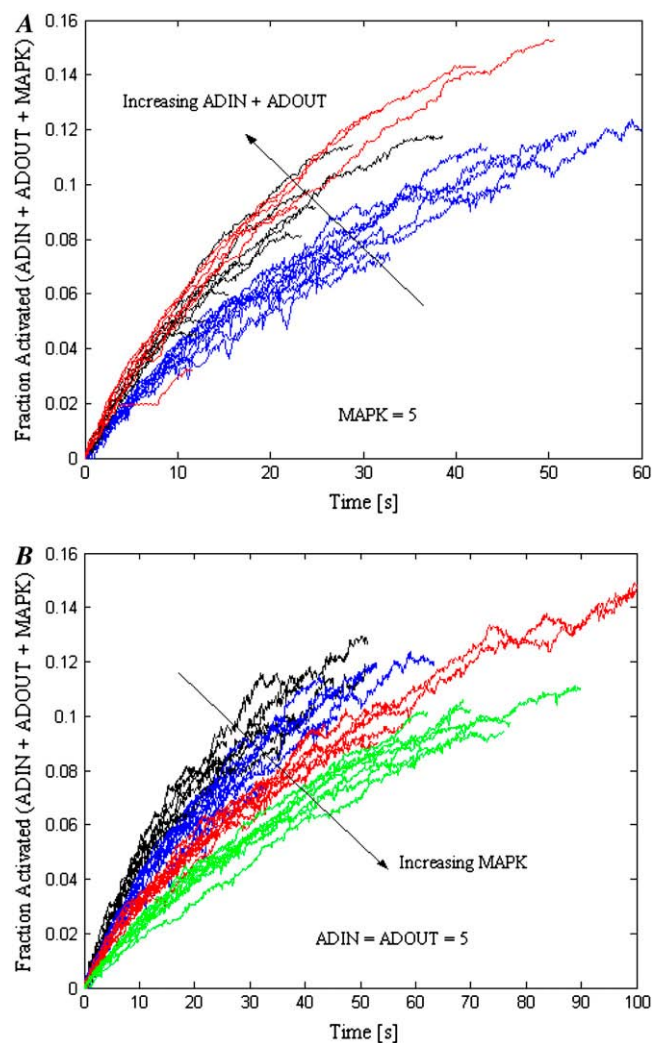 A
0.16
0.14
0.12
0.1
0.08
0.06
0.04
0.02
0
Fraction Activated (ADIN + ADOUT + MAPK)
Increasing ADIN + ADOUT
MAPK = 5
0 10 20 30 40 50 60
Time [s]
B
0.16
0.14
0.12
0.1
0.08
0.06
0.04
0.02
0
Fraction Activated (ADIN + ADOUT + MAPK)
Increasing MAPK
ADIN = ADOUT = 5
0 10 20 30 40 50 60 70 80 90 100
Time [s]